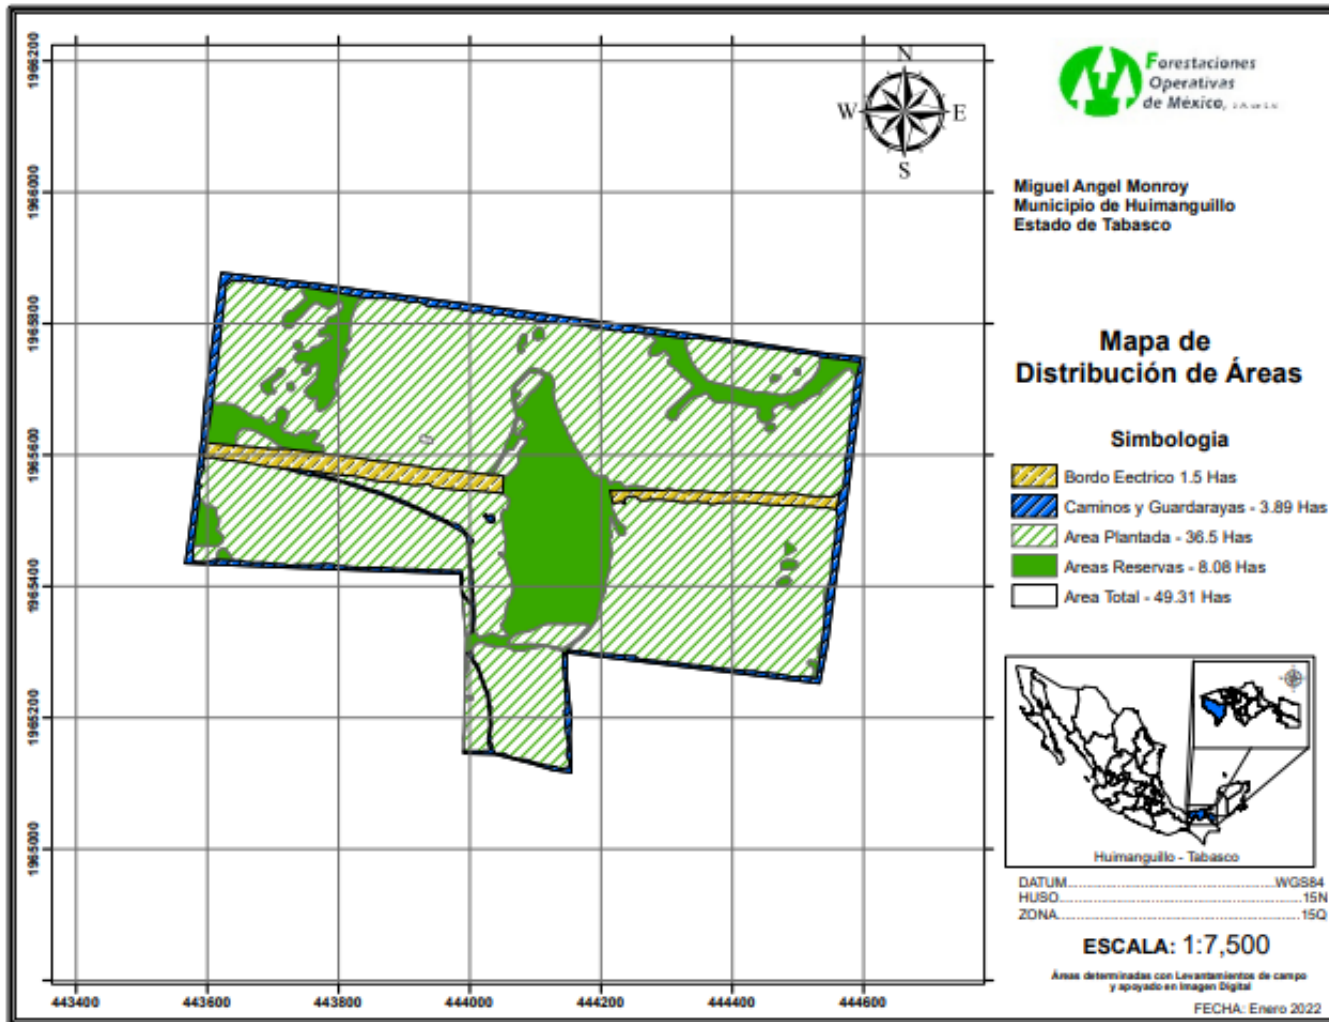 N
W
E
S
1966200
1966000
1965800
1965600
1965400
1965200
1965000
443400
443600
443800
444000
444200
444400
444600
Forestaciones
Operativas
de México,
Miguel Angel Monroy
Municipio de Huimanguillo
Estado de Tabasco
Mapa de
Distribución de Áreas
Simbologia
Bordo Eectrico 1.5 Has
Caminos y Guardarayas - 3.89 Has
Area Plantada - 36.5 Has
Areas Reservas - 8.08 Has
Area Total - 49.31 Has
Huimanguillo - Tabasco
DATUM..........................................WGS84
HUSO..................................................15N
ZONA..................................................15Q
ESCALA: 1:7,500
Áreas determinadas con Levantamientos de campo
y apoyado en Imagen Digital
FECHA: Enero 2022